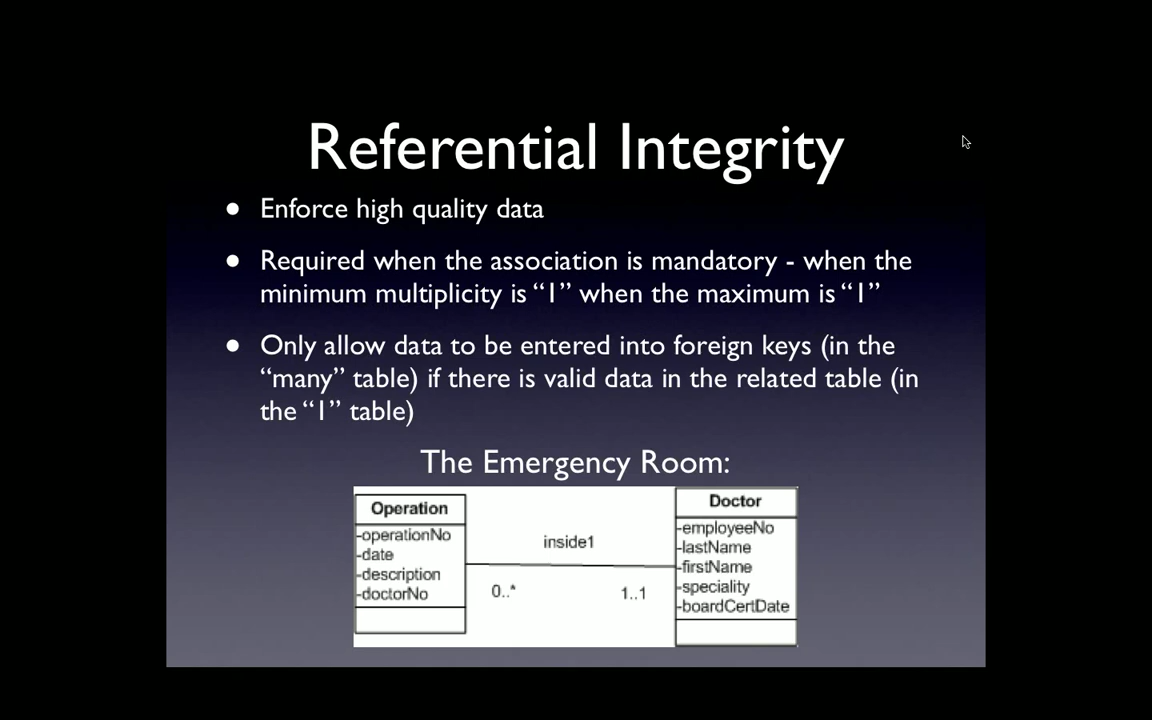 Referential Integrity
• Enforce high quality data
• Required when the association is mandatory - when the
minimum multiplicity is “1” when the maximum is “1”
• Only allow data to be entered into foreign keys (in the
“many” table) if there is valid data in the related table (in
the “1” table)
The Emergency Room:
Operation
-operationNo
-date
-description
-doctorNo
inside1
0..*
1..1
Doctor
-employeeNo
-lastName
-firstName
-speciality
-boardCertDate